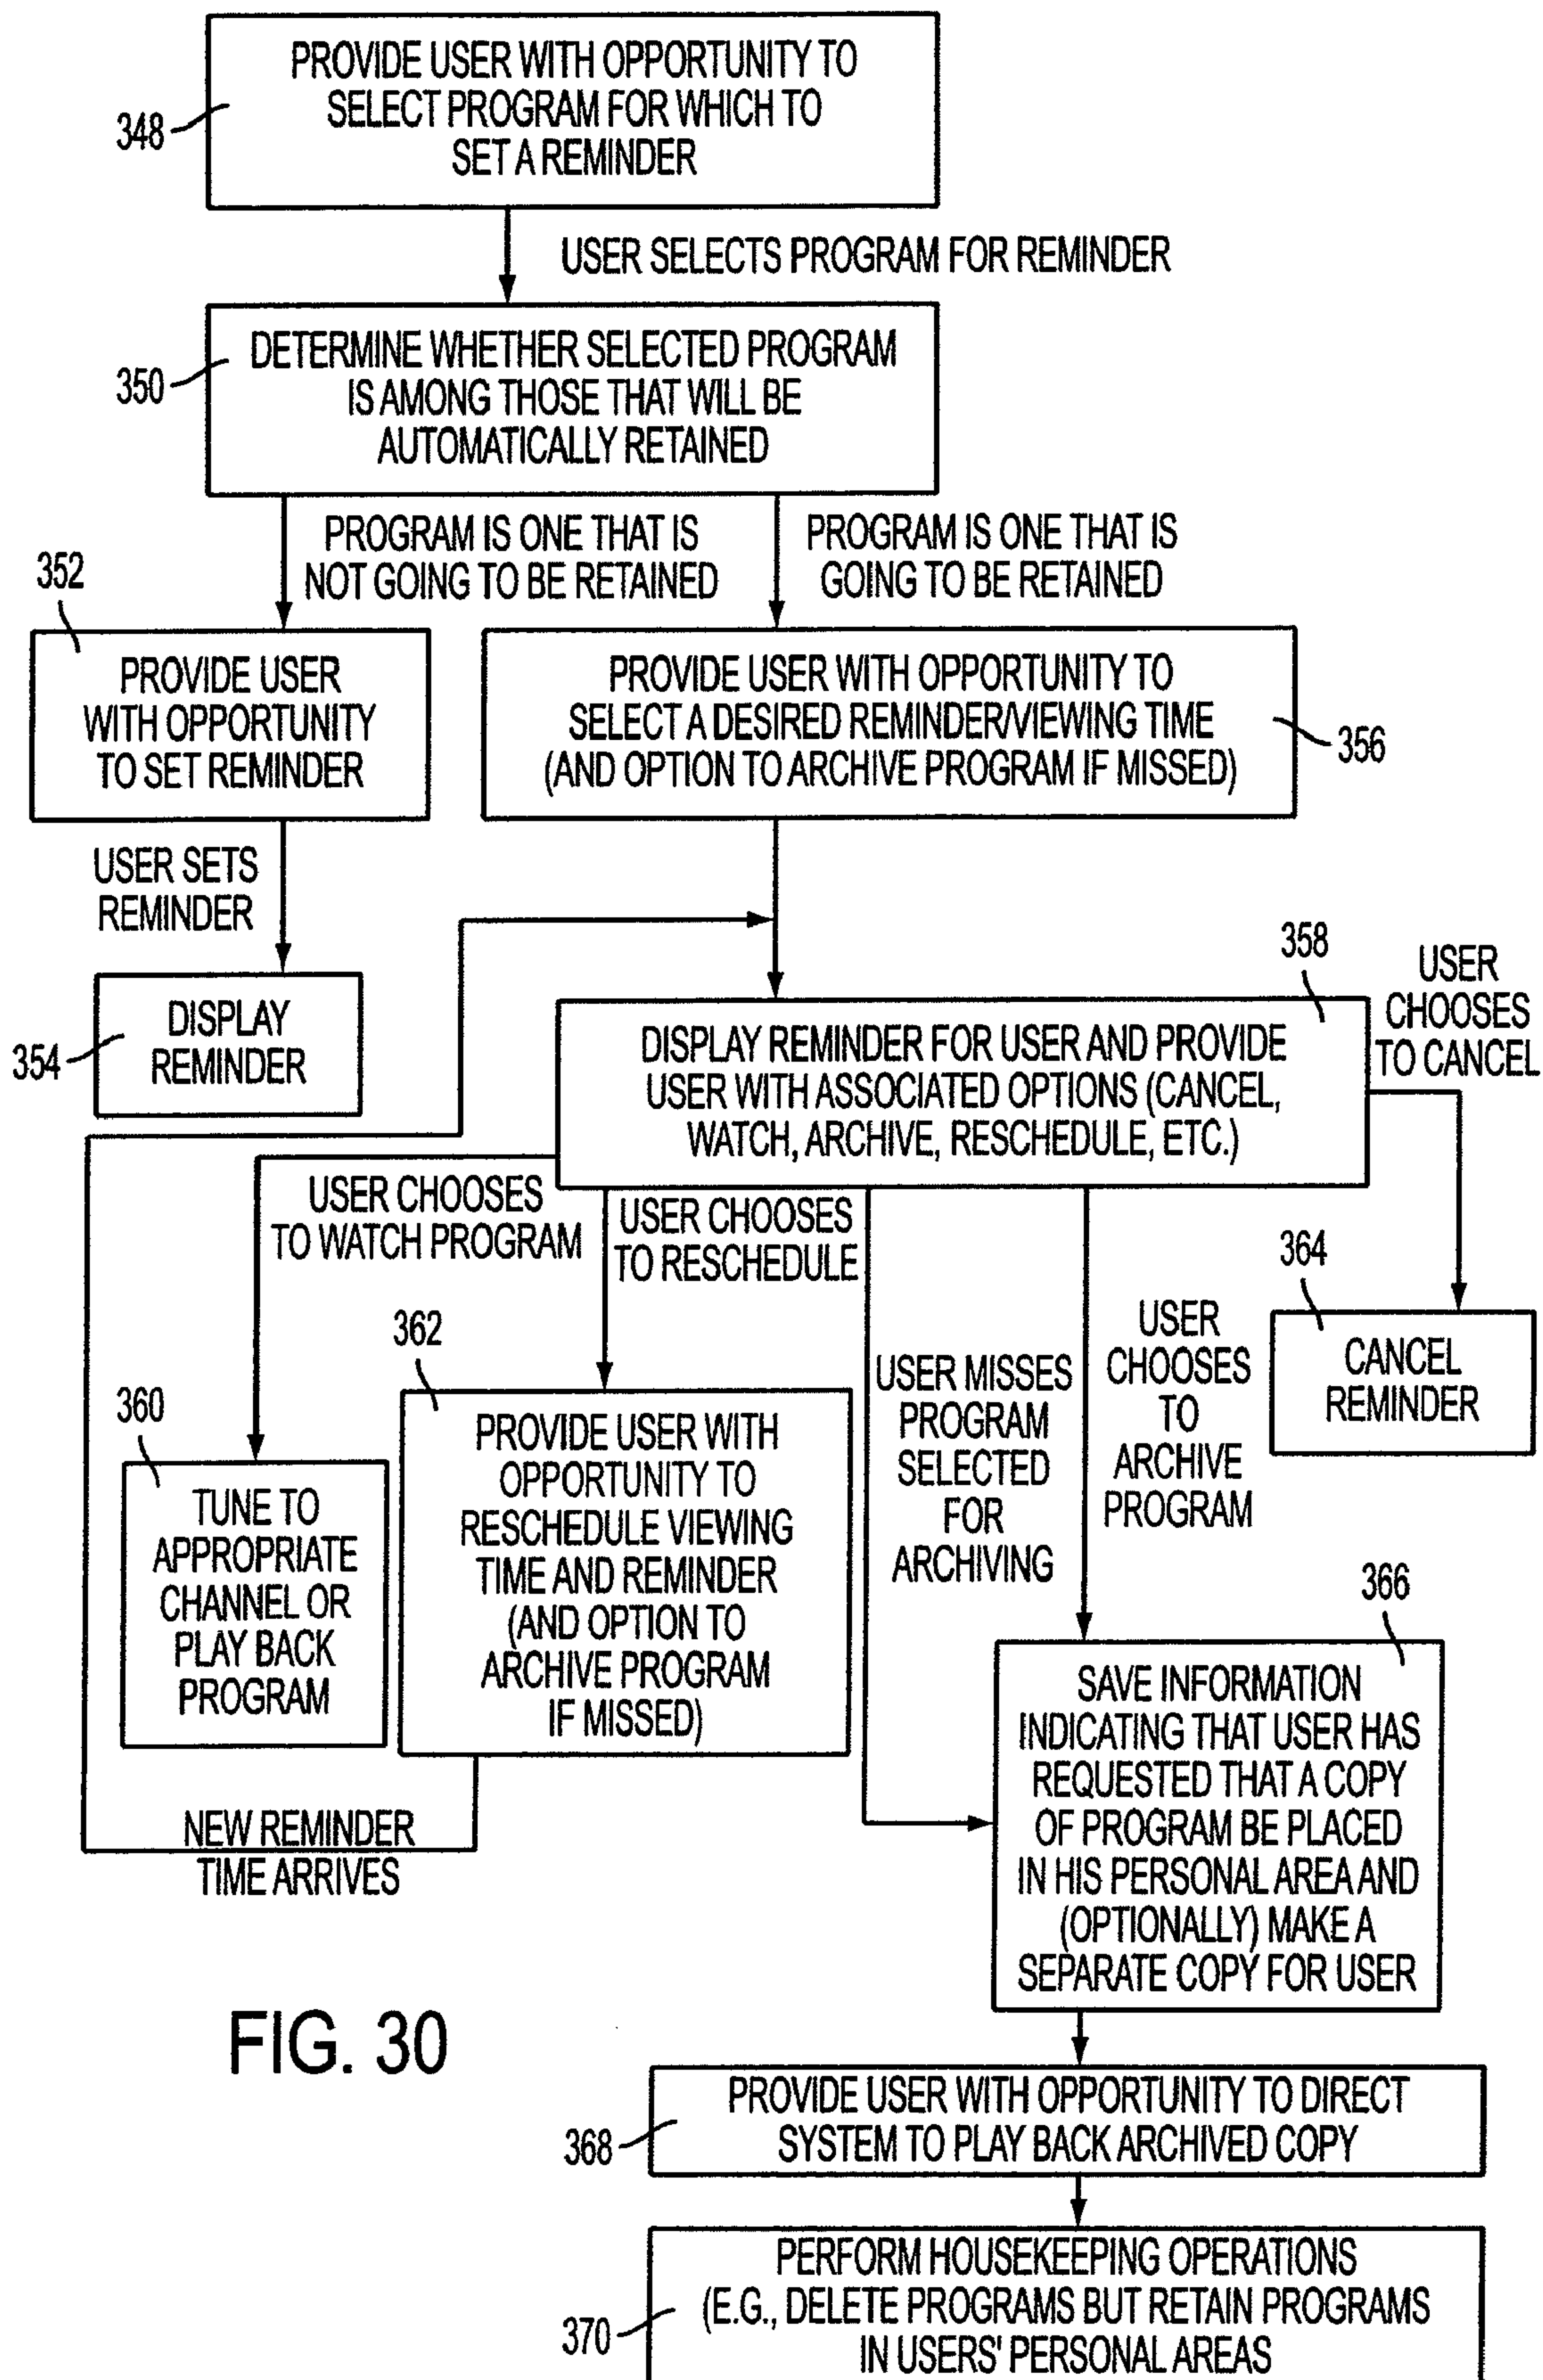 PROVIDE USER WITH OPPORTUNITY TO
SELECT PROGRAM FOR WHICH TO
SET A REMINDER
348
USER SELECTS PROGRAM FOR REMINDER
DETERMINE WHETHER SELECTED PROGRAM
IS AMONG THOSE THAT WILL BE
AUTOMATICALLY RETAINED
350
PROGRAM IS ONE THAT IS
NOT GOING TO BE RETAINED
PROGRAM IS ONE THAT IS
GOING TO BE RETAINED
352
PROVIDE USER
WITH OPPORTUNITY
TO SET REMINDER
PROVIDE USER WITH OPPORTUNITY TO
SELECT A DESIRED REMINDER/VIEWING TIME
(AND OPTION TO ARCHIVE PROGRAM IF MISSED)
356
USER SETS
REMINDER
DISPLAY
REMINDER
354
358
DISPLAY REMINDER FOR USER AND PROVIDE
USER WITH ASSOCIATED OPTIONS (CANCEL,
WATCH, ARCHIVE, RESCHEDULE, ETC.)
USER
CHOOSES
TO CANCEL
USER CHOOSES
TO WATCH PROGRAM
USER CHOOSES
TO RESCHEDULE
364
CANCEL
REMINDER
362
PROVIDE USER WITH
OPPORTUNITY TO
RESCHEDULE VIEWING
TIME AND REMINDER
(AND OPTION TO
ARCHIVE PROGRAM
IF MISSED)
USER MISSES
PROGRAM
SELECTED
FOR
ARCHIVING
USER
CHOOSES
TO
ARCHIVE
PROGRAM
360
TUNE TO
APPROPRIATE
CHANNEL OR
PLAY BACK
PROGRAM
366
SAVE INFORMATION
INDICATING THAT USER HAS
REQUESTED THAT A COPY
OF PROGRAM BE PLACED
IN HIS PERSONAL AREA AND
(OPTIONALLY) MAKE A
SEPARATE COPY FOR USER
NEW REMINDER
TIME ARRIVES
FIG. 30
PROVIDE USER WITH OPPORTUNITY TO DIRECT
SYSTEM TO PLAY BACK ARCHIVED COPY
368
PERFORM HOUSEKEEPING OPERATIONS
(E.G., DELETE PROGRAMS BUT RETAIN PROGRAMS
IN USERS' PERSONAL AREAS
370